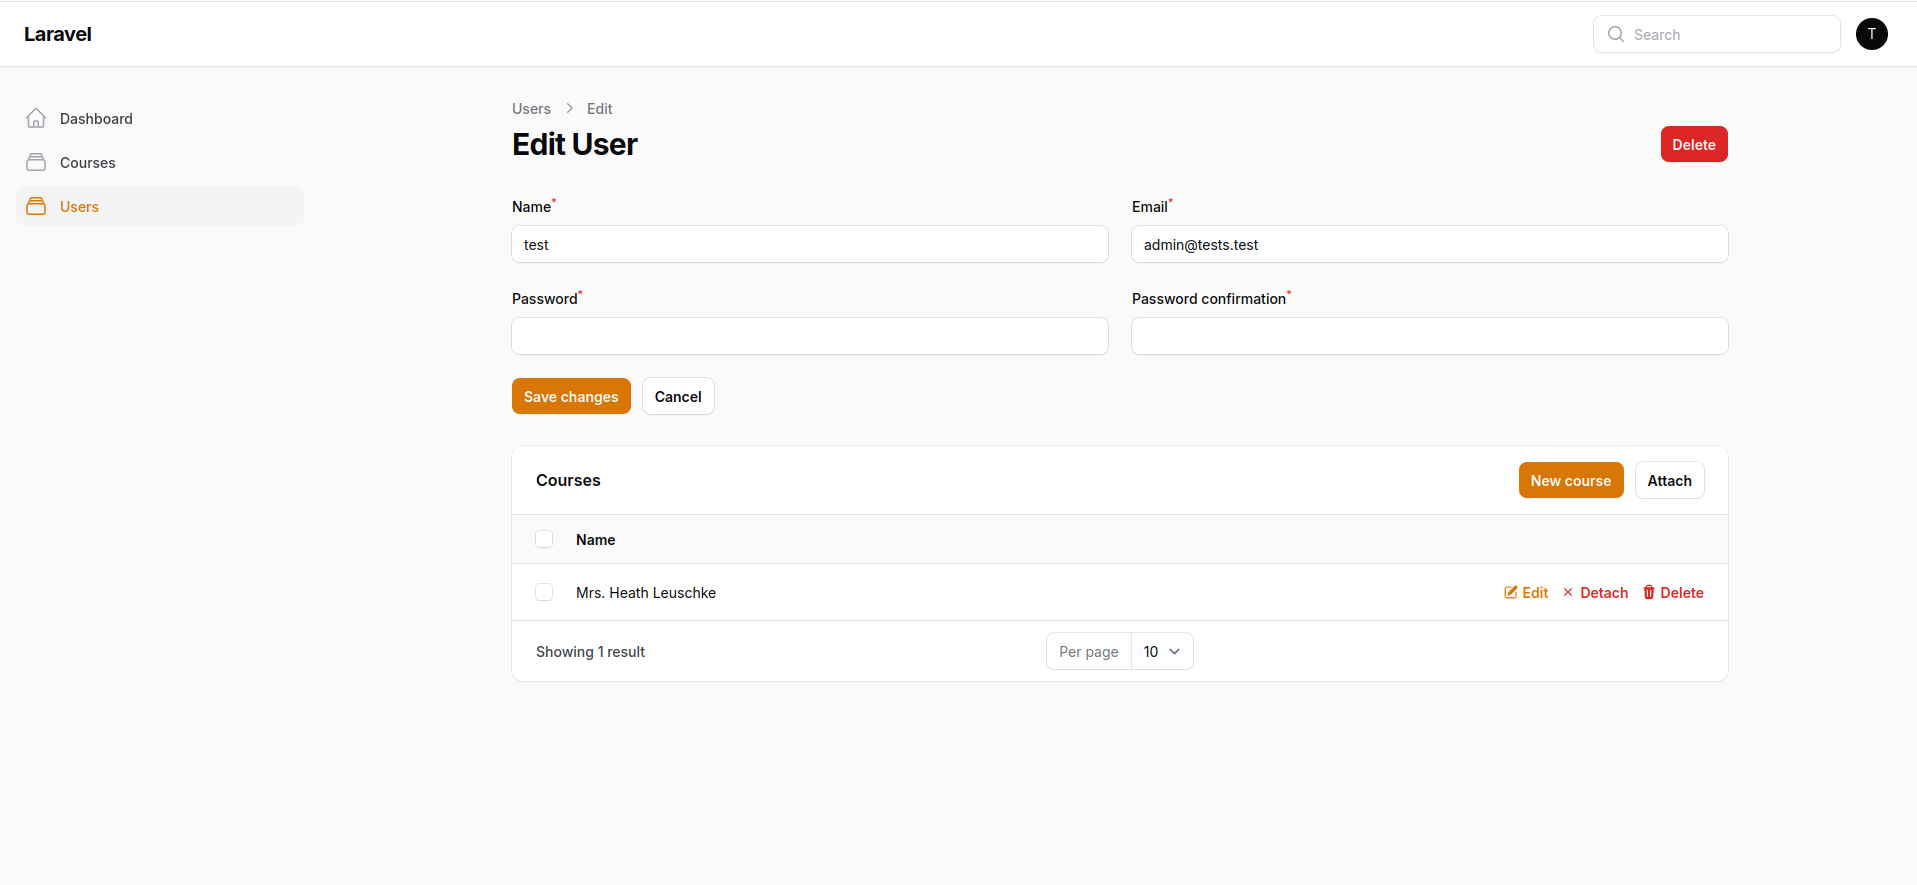 Laravel
Search
T
Dashboard
Courses
Users
Users > Edit
Edit User
Delete
Name* Email*
test admin@tests.test
Password* Password confirmation*
Save changes Cancel
Courses New course Attach
Name
Mrs. Heath Leuschke Edit Detach Delete
Showing 1 result Per page 10